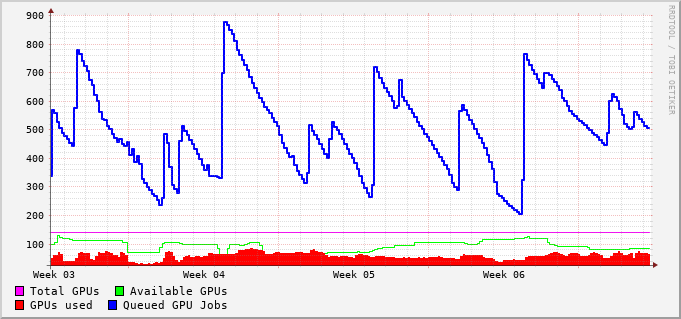 900
800
700
600
500
400
300
200
100
Week 03 Week 04 Week 05 Week 06
Total GPUs Available GPUs
GPUs used Queued GPU Jobs
RRDTOOL / TOBI OETIKER